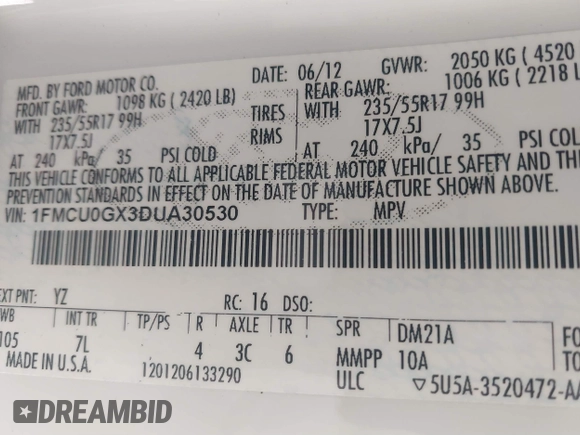 MFD. BY FORD MOTOR CO.
DATE: 06/12
GVWR: 2050 KG ( 4520
FRONT GAWR: 1098 KG ( 2420 LB)
REAR GAWR: 1006 KG ( 2218 L
WITH 235/55R17 99H
TIRES WITH 235/55R17 99H
17X7.5J
RIMS 17X7.5J
AT 240 kPa/ 35 PSI COLD
AT 240 kPa/ 35 PSI COLD
THIS VEHICLE CONFORMS TO ALL APPLICABLE FEDERAL MOTOR VEHICLE SAFETY AND THEFT
PREVENTION STANDARDS IN EFFECT ON THE DATE OF MANUFACTURE SHOWN ABOVE.
VIN: 1FMCU0GX3DUA30530
TYPE: MPV
EXT PNT: YZ
RC: 16 DSO:
WB INT TR TP/PS R AXLE TR SPR DM21A
105 7L 4 3C 6 MMPP 10A
MADE IN U.S.A. 1201206133290 ULC ▽5U5A-3520472-AA
DREAMBID